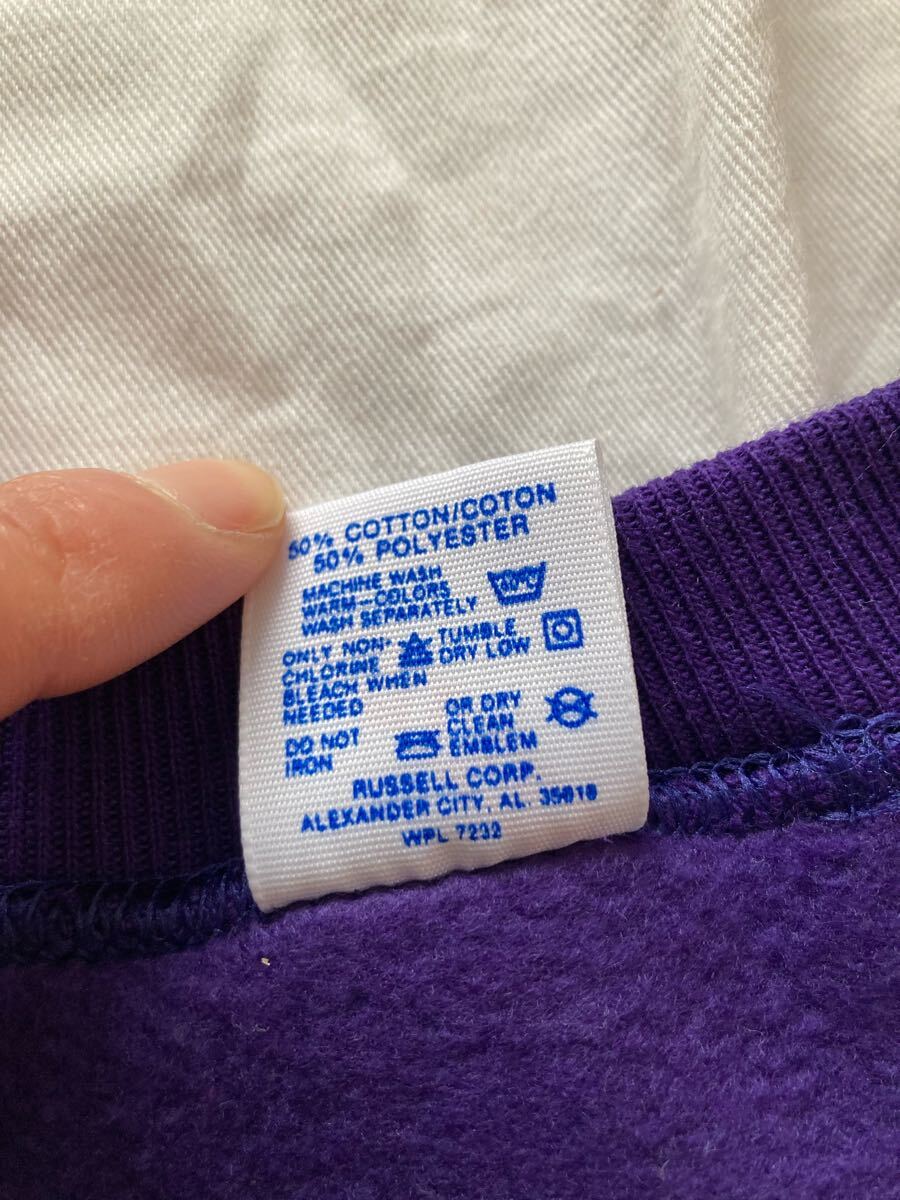 50% COTTON/COTON
50% POLYESTER
MACHINE WASH
WARM—COLORS
WASH SEPARATELY
ONLY NON-
CHLORINE
BLEACH WHEN
NEEDED
TUMBLE
DRY LOW
DO NOT
IRON
OR DRY
CLEAN
EMBLEM
RUSSELL CORP.
ALEXANDER CITY, AL. 35010
WPL 7232